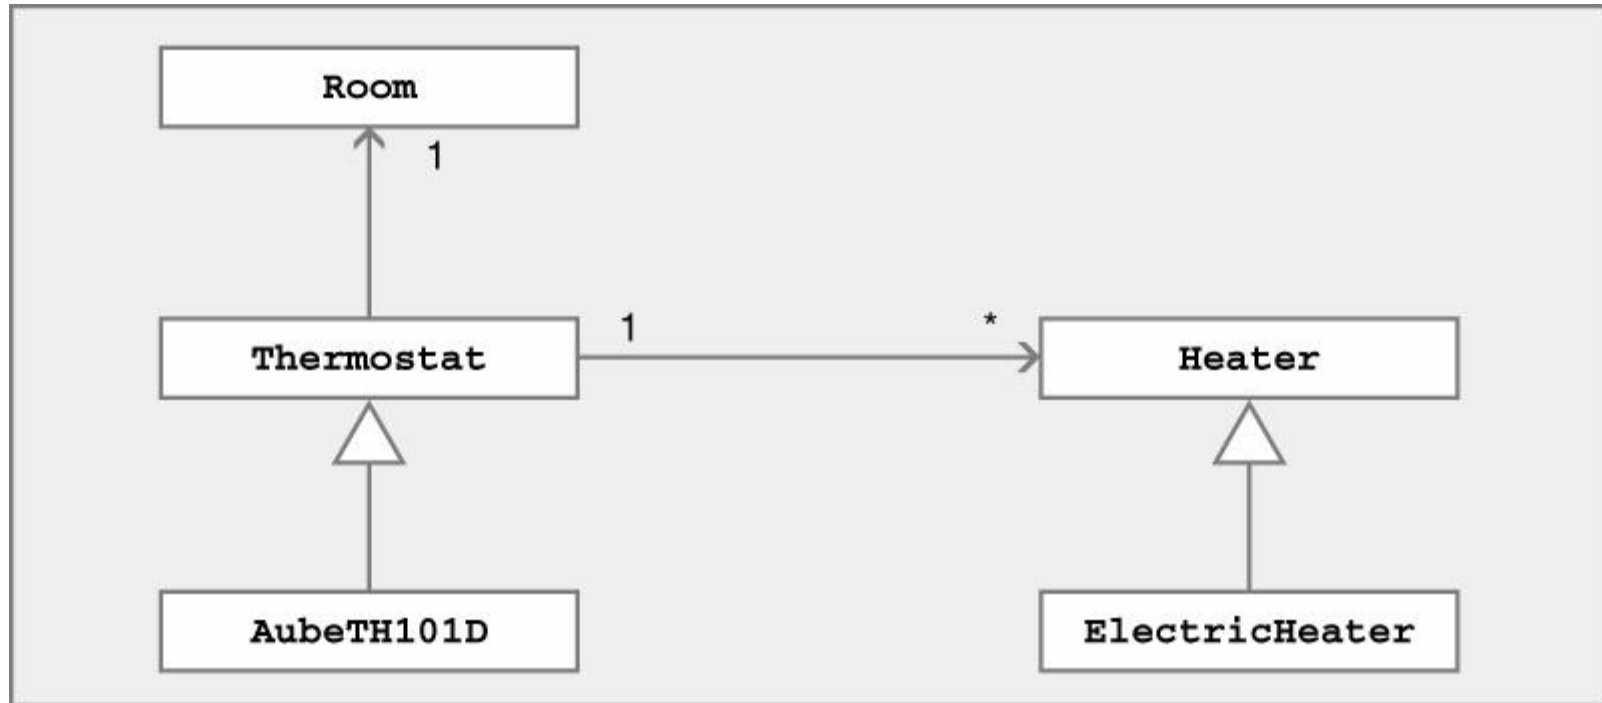 Room
1
Thermostat
1
*
Heater
AubeTH101D
ElectricHeater